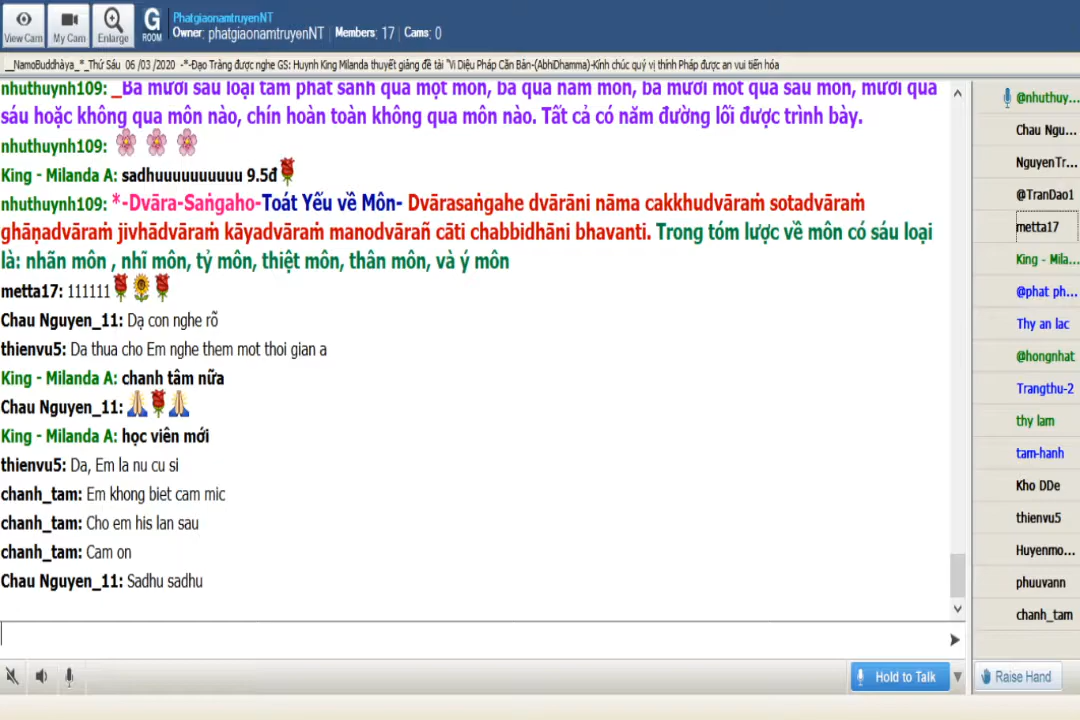 View Cam
My Cam
Enlarge
G
ROOM
PhatgiaonamtruyenNT
Owner: phatgiaonamtruyenNT | Members: 17 | Cams: 0
__NamoBuddhàya_*_Thứ Sáu 06 /03 /2020 -*-Đạo Tràng được nghe GS: Huynh King Milanda thuyết giảng đề tài "Vi Diệu Pháp Căn Bản-(AbhiDhamma)-Kính chúc quý vị thính Pháp được an vui tiến hóa
nhuthuynh109: _Ba mươi sáu loại tâm phát sanh qua một môn, ba qua năm môn, ba mươi mốt qua sáu môn, mười qua
sáu hoặc không qua môn nào, chín hoàn toàn không qua môn nào. Tất cả có năm đường lối được trình bày.
nhuthuynh109:
King - Milanda A: sadhuuuuuuuuuu 9.5đ
nhuthuynh109: *-Dvāra-Saṅgaho-Toát Yếu về Môn- Dvārasaṅgahe dvārāni nāma cakkhudvāraṁ sotadvāraṁ
ghāṇadvāraṁ jivhādvāraṁ kāyadvāraṁ manodvārañ cāti chabbidhāni bhavanti. Trong tóm lược về môn có sáu loại
là: nhãn môn , nhĩ môn, tỷ môn, thiệt môn, thân môn, và ý môn
metta17: 111111
Chau Nguyen_11: Dạ con nghe rõ
thienvu5: Da thua cho Em nghe them mot thoi gian a
King - Milanda A: chanh tâm nữa
Chau Nguyen_11:
King - Milanda A: học viên mới
thienvu5: Da, Em la nu cu si
chanh_tam: Em khong biet cam mic
chanh_tam: Cho em his lan sau
chanh_tam: Cam on
Chau Nguyen_11: Sadhu sadhu
@nhuthuy...
Chau Ngu...
NguyenTr...
@TranDao1
metta17
King - Mila...
@phat ph...
Thy an lac
@hongnhat
Trangthu-2
thy lam
tam-hanh
Kho DDe
thienvu5
Huyenmo...
phuuvann
chanh_tam
Hold to Talk
Raise Hand